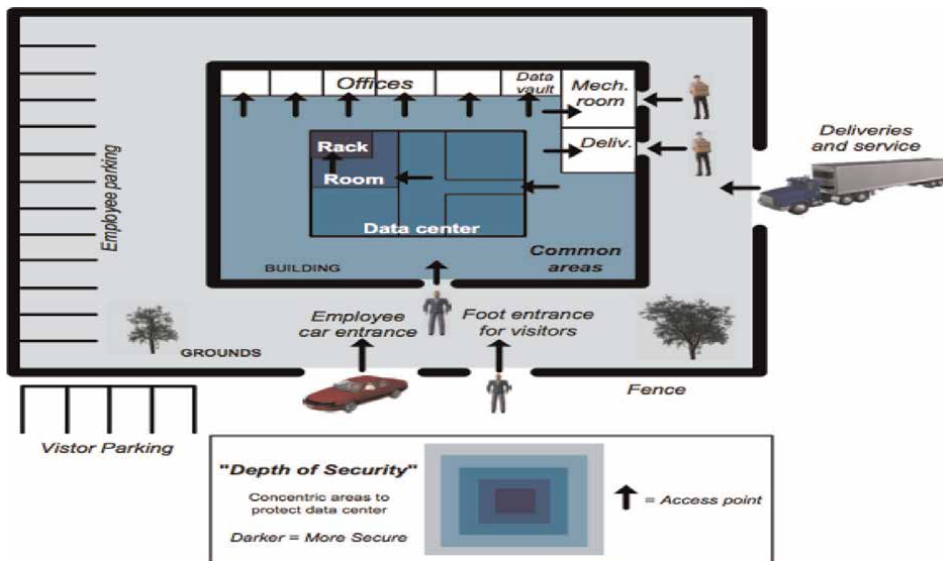 Offices
Data
vault
Mech.
room
Deliv.
Deliveries
and service
Rack
Room
Data center
Employee parking
BUILDING
Common
areas
Employee
car entrance
Foot entrance
for visitors
GROUNDS
Fence
Vistor Parking
"Depth of Security"
Concentric areas to
protect data center
Darker = More Secure
= Access point